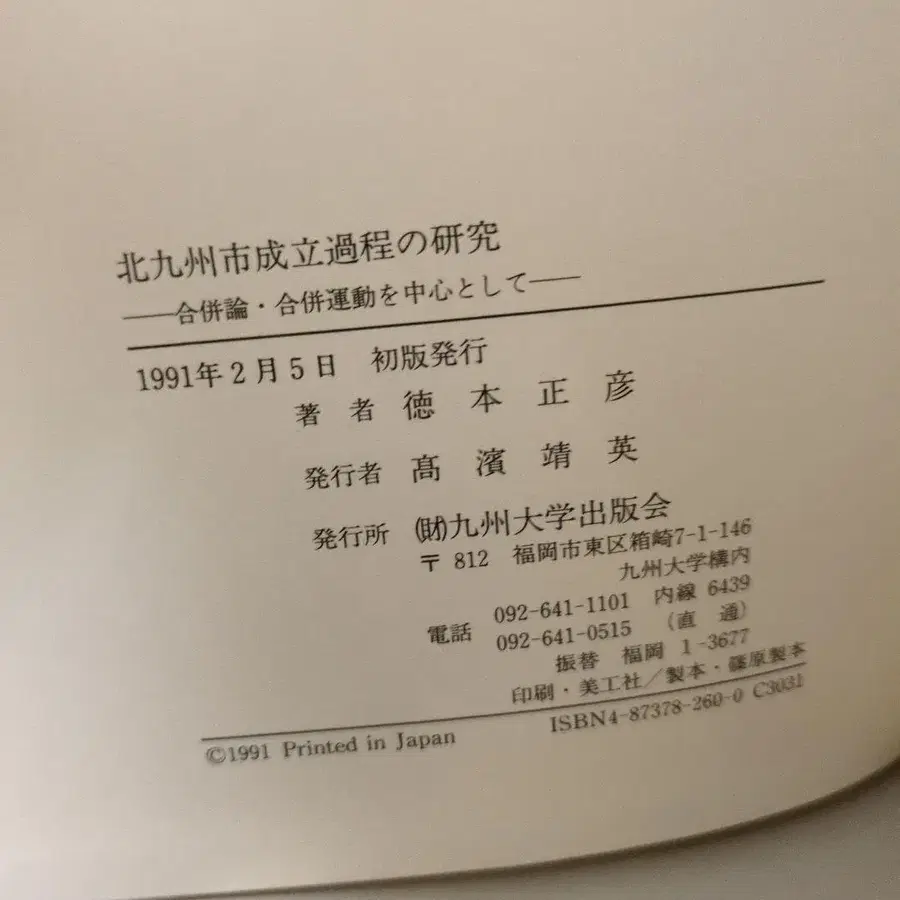 北九州市成立過程の研究
――合併論・合併運動を中心として――
1991年2月5日 初版発行
著者 徳本正彦
発行者 髙濱靖英
発行所 ㈶九州大学出版会
〒812 福岡市東区箱崎7-1-146
九州大学構内
電話 092-641-1101 内線 6439
092-641-0515 (直通)
振替 福岡 1-3677
印刷・美工社/製本・篠原製本
©1991 Printed in Japan ISBN4-87378-260-0 C3031